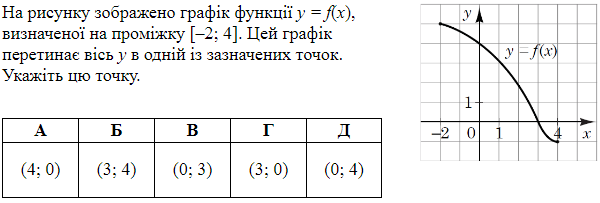 На рисунку зображено графік функції y = f(x),
визначеної на проміжку [–2; 4]. Цей графік
перетинає вісь y в одній із зазначених точок.
Укажіть цю точку.
А Б В Г Д
(4; 0) (3; 4) (0; 3) (3; 0) (0; 4)
y
y = f(x)
1
–2 0 1 4 x